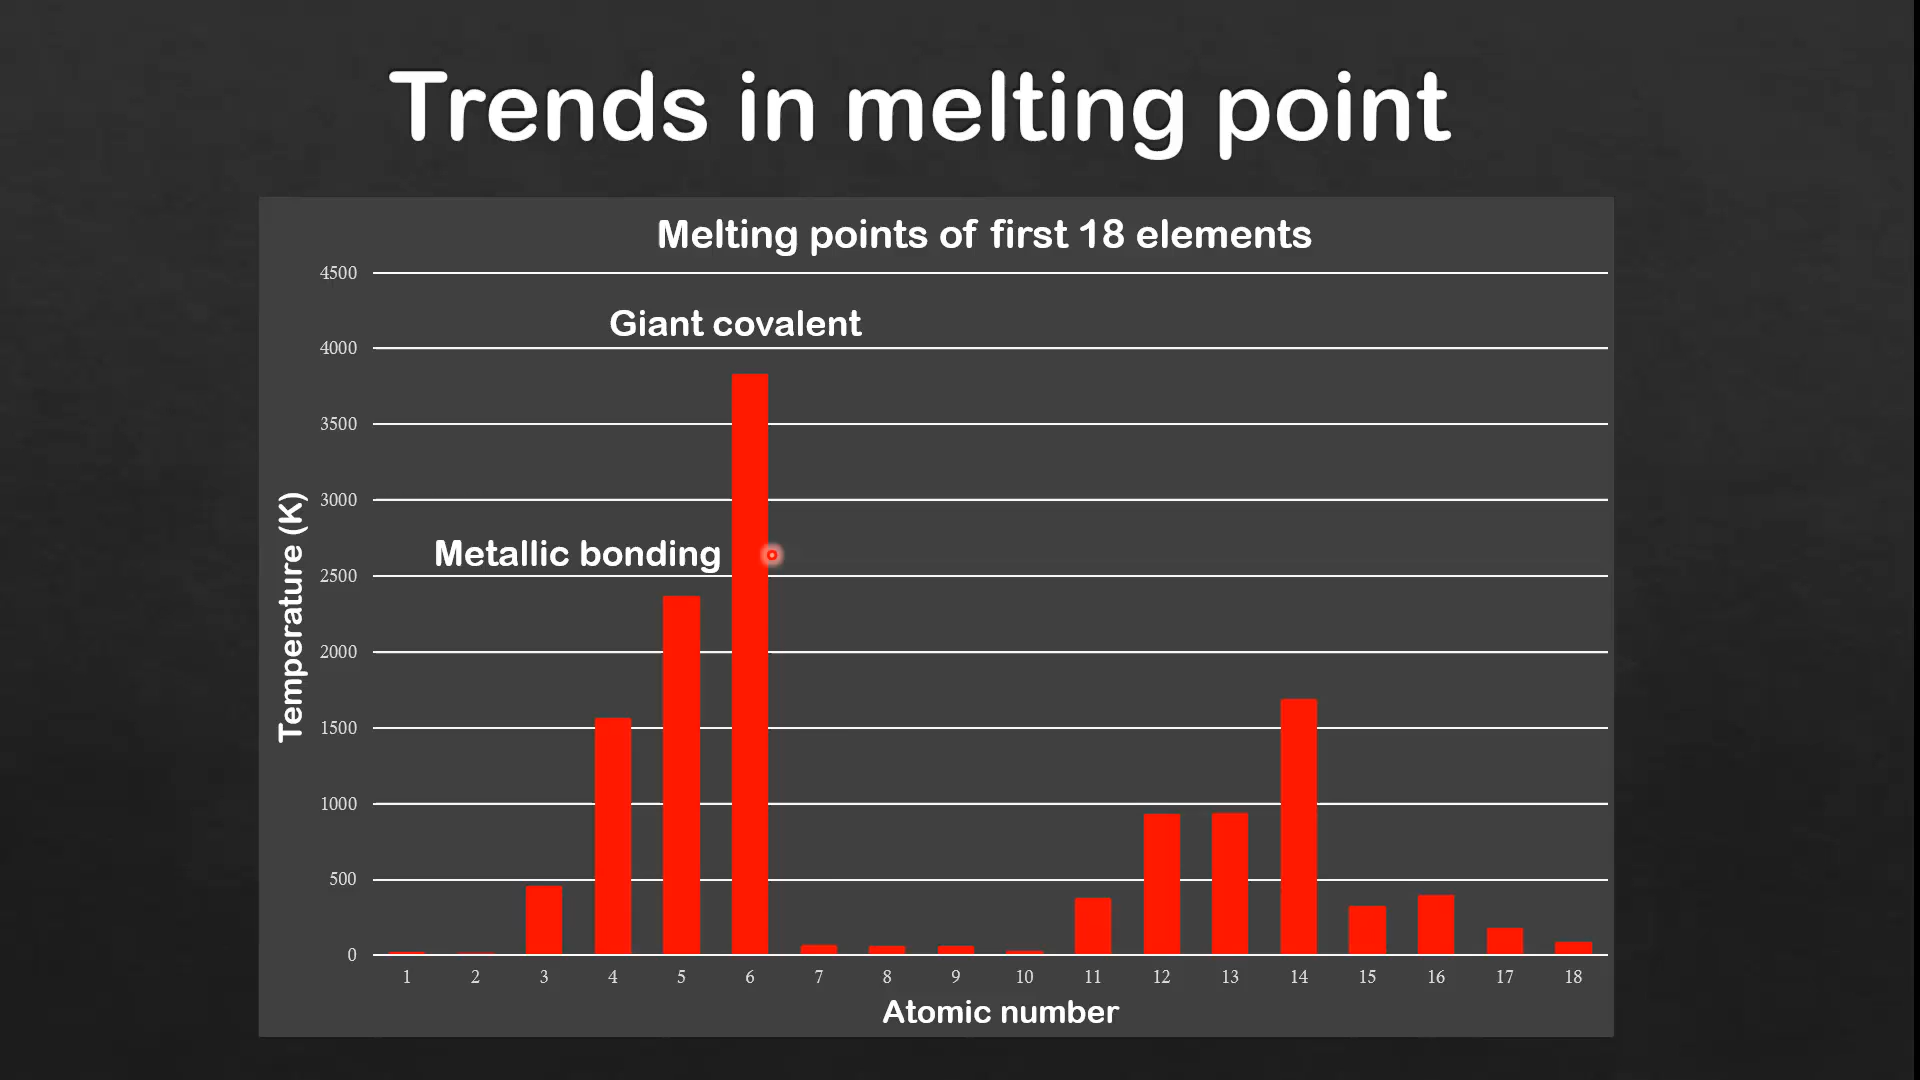 Trends in melting point
Melting points of first 18 elements
4500
Giant covalent
4000
3500
3000
Metallic bonding
2500
2000
1500
1000
500
0
Temperature (K)
1 2 3 4 5 6 7 8 9 10 11 12 13 14 15 16 17 18
Atomic number